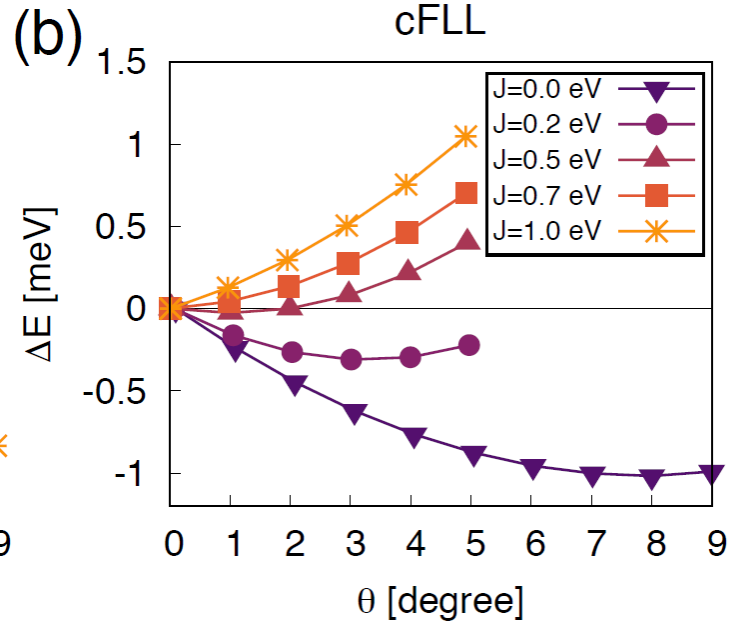 (b)
cFLL
1.5
1
0.5
0
-0.5
-1
ΔE [meV]
J=0.0 eV
J=0.2 eV
J=0.5 eV
J=0.7 eV
J=1.0 eV
9
0 1 2 3 4 5 6 7 8 9
θ [degree]